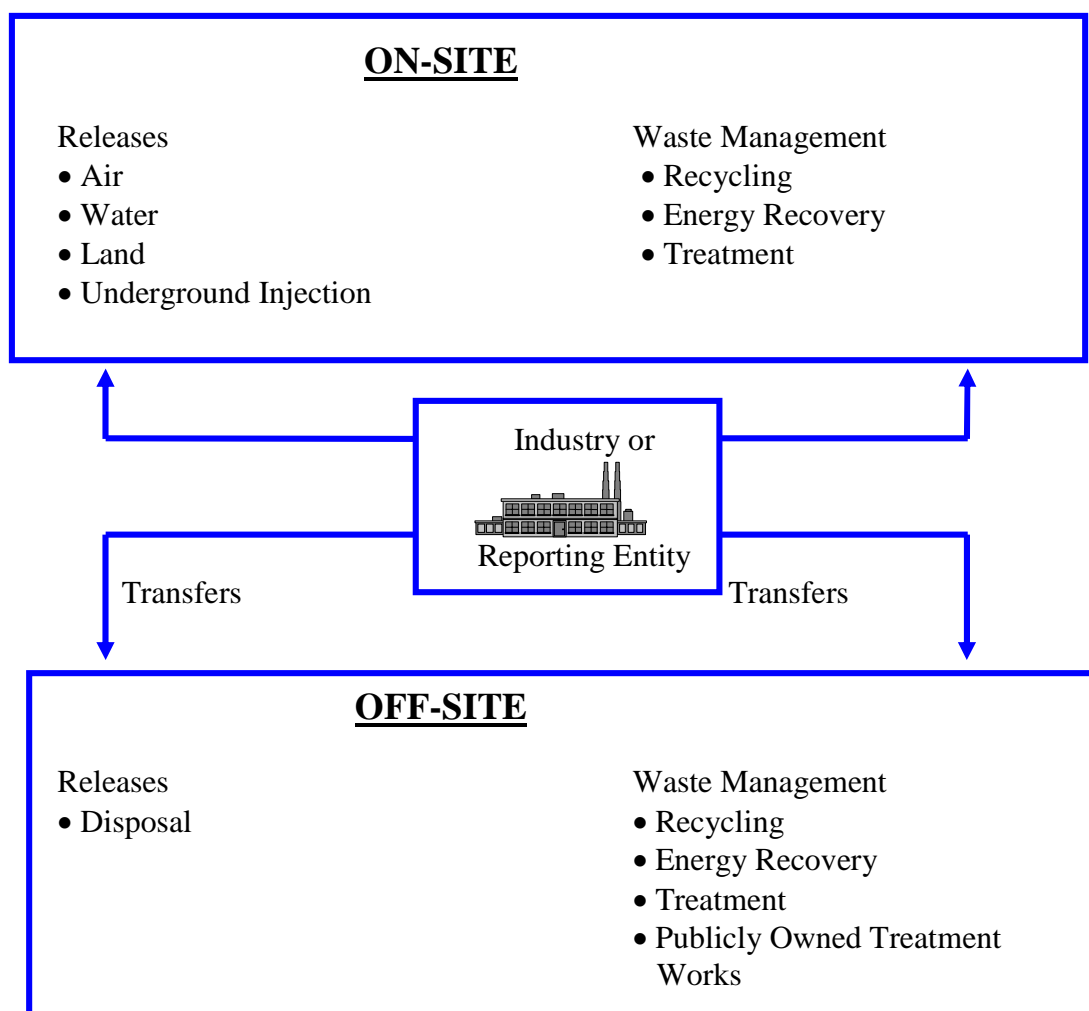 ON-SITE
Releases
• Air
• Water
• Land
• Underground Injection
Waste Management
• Recycling
• Energy Recovery
• Treatment
Industry or
Reporting Entity
Transfers
Transfers
OFF-SITE
Releases
• Disposal
Waste Management
• Recycling
• Energy Recovery
• Treatment
• Publicly Owned Treatment
Works